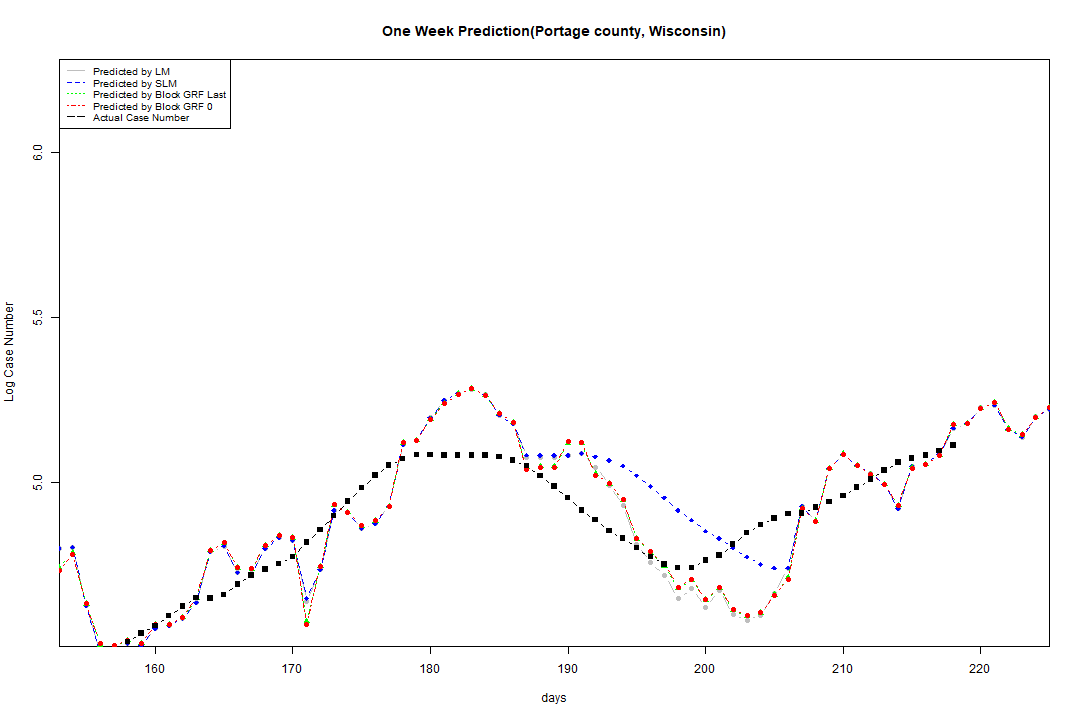 One Week Prediction(Portage county, Wisconsin)
Predicted by LM
Predicted by SLM
Predicted by Block GRF Last
Predicted by Block GRF 0
Actual Case Number
6.0
5.5
5.0
Log Case Number
160 170 180 190 200 210 220
days